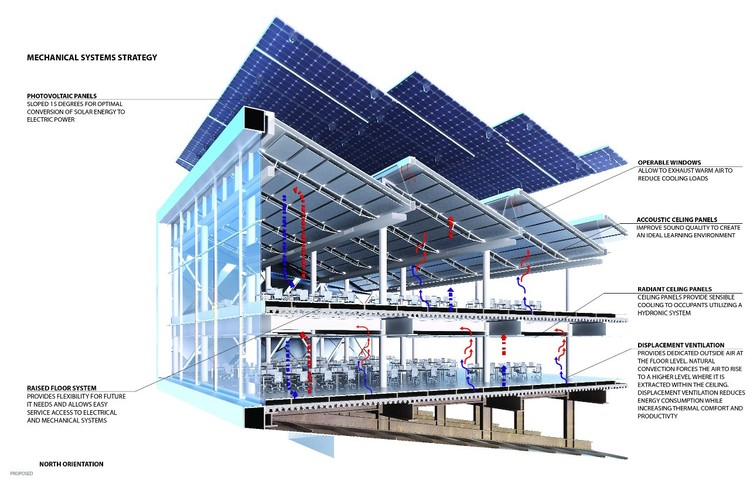 MECHANICAL SYSTEMS STRATEGY
PHOTOVOLTAIC PANELS
SLOPED 15 DEGREES FOR OPTIMAL
CONVERSION OF SOLAR ENERGY TO
ELECTRIC POWER
OPERABLE WINDOWS
ALLOW TO EXHAUST WARM AIR TO
REDUCE COOLING LOADS
ACCOUSTIC CELING PANELS
IMPROVE SOUND QUALITY TO CREATE
AN IDEAL LEARNING ENVIRONMENT
RADIANT CELING PANELS
CEILING PANELS PROVIDE SENSIBLE
COOLING TO OCCUPANTS UTILIZING A
HYDRONIC SYSTEM
DISPLACEMENT VENTILATION
PROVIDES DEDICATED OUTSIDE AIR AT
THE FLOOR LEVEL. NATURAL
CONVECTION FORCES THE AIR TO RISE
TO A HIGHER LEVEL WHERE IT IS
EXTRACTED WITHIN THE CEILING.
DISPLACEMENT VENTILATION REDUCES
ENERGY CONSUMPTION WHILE
INCREASING THERMAL COMFORT AND
PRODUCTIVTY
RAISED FLOOR SYSTEM
PROVIDES FLEXIBILITY FOR FUTURE
IT NEEDS AND ALLOWS EASY
SERVICE ACCESS TO ELECTRICAL
AND MECHANICAL SYSTEMS
NORTH ORIENTATION
PROPOSED